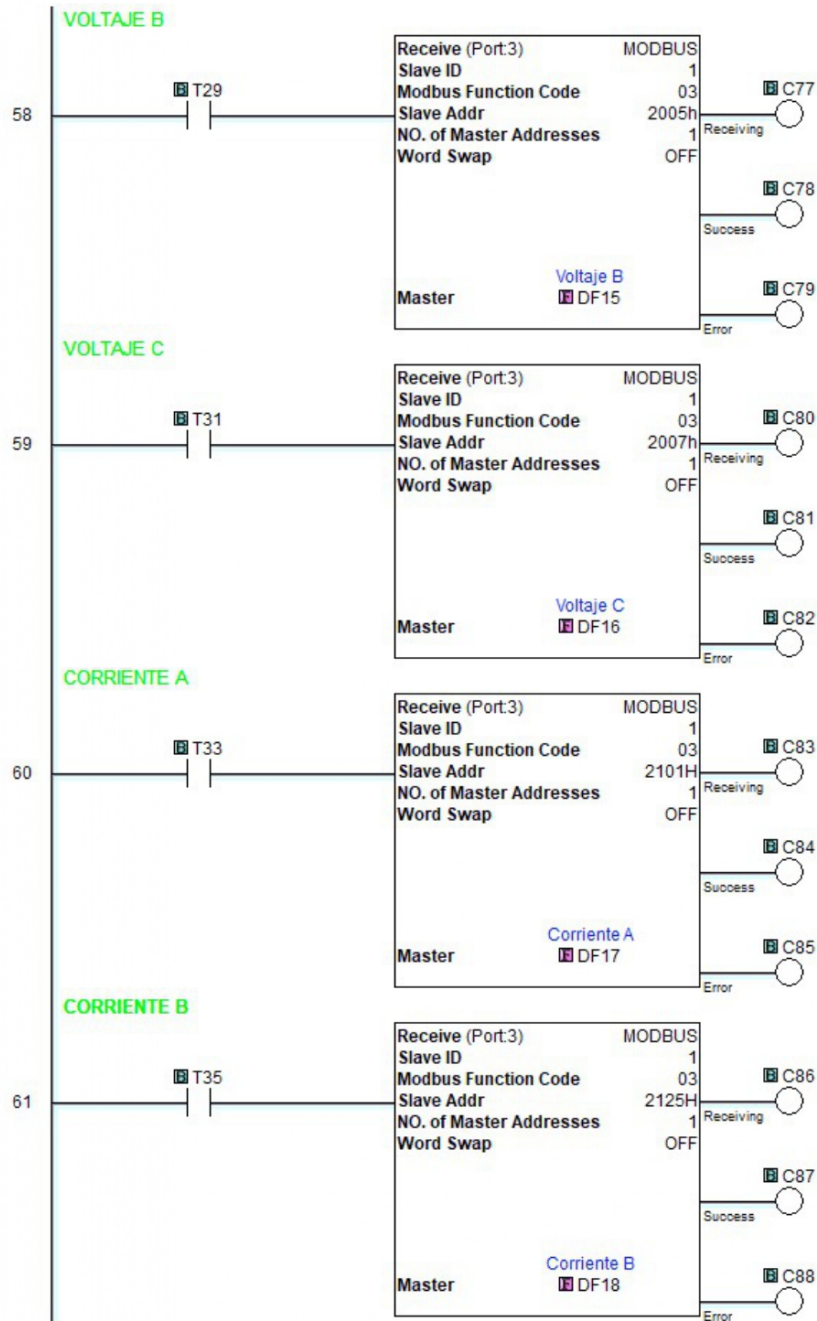 VOLTAJE B
58
B T29
Receive (Port:3) MODBUS
Slave ID 1
Modbus Function Code 03
Slave Addr 2005h
NO. of Master Addresses 1
Word Swap OFF
Voltaje B
Master F DF15
B C77
Receiving
B C78
Success
B C79
Error
VOLTAJE C
59
B T31
Receive (Port:3) MODBUS
Slave ID 1
Modbus Function Code 03
Slave Addr 2007h
NO. of Master Addresses 1
Word Swap OFF
Voltaje C
Master F DF16
B C80
Receiving
B C81
Success
B C82
Error
CORRIENTE A
60
B T33
Receive (Port:3) MODBUS
Slave ID 1
Modbus Function Code 03
Slave Addr 2101H
NO. of Master Addresses 1
Word Swap OFF
Corriente A
Master F DF17
B C83
Receiving
B C84
Success
B C85
Error
CORRIENTE B
61
B T35
Receive (Port:3) MODBUS
Slave ID 1
Modbus Function Code 03
Slave Addr 2125H
NO. of Master Addresses 1
Word Swap OFF
Corriente B
Master F DF18
B C86
Receiving
B C87
Success
B C88
Error